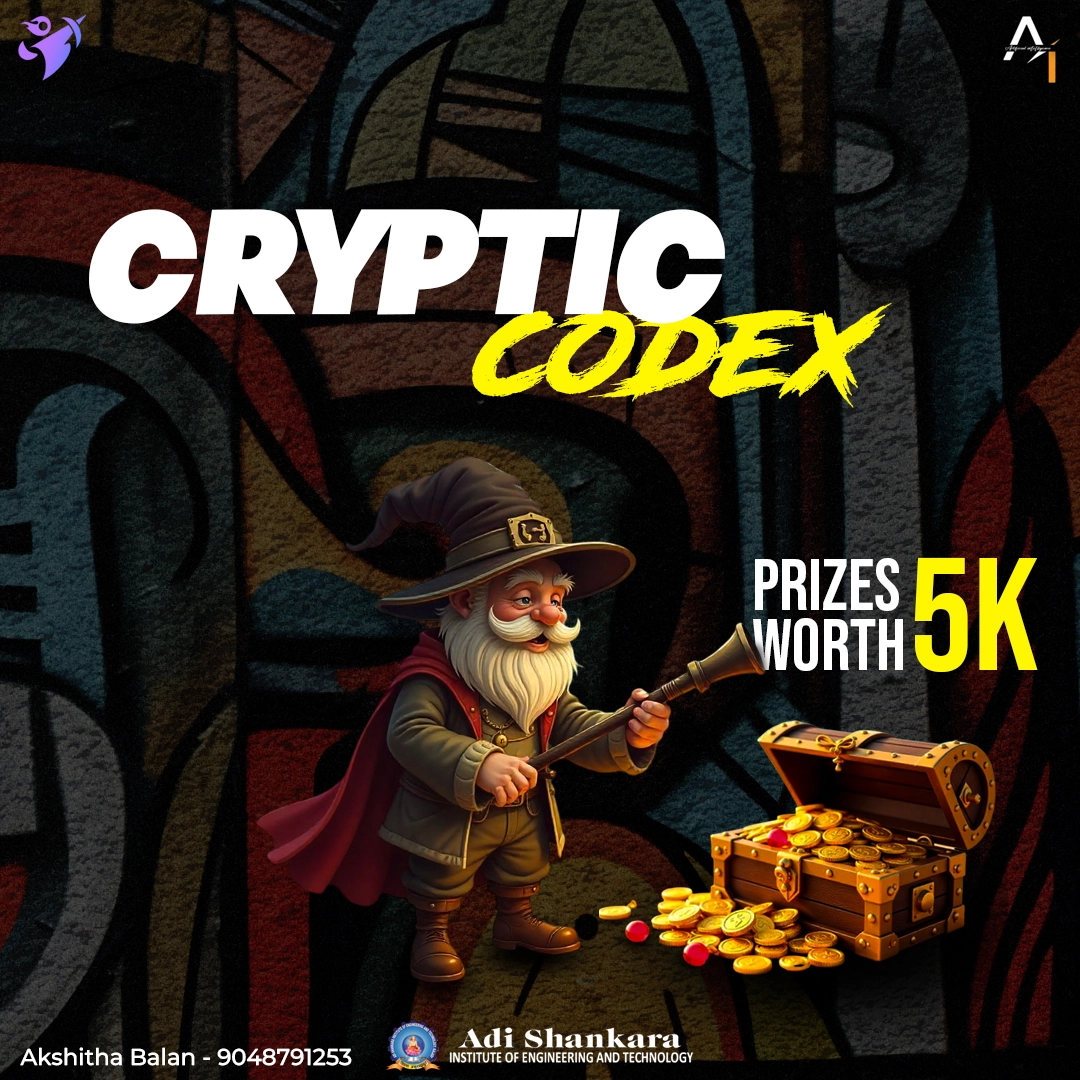 CRYPTIC
CODEX
PRIZES
WORTH
5K
Akshitha Balan - 9048791253
Adi Shankara
INSTITUTE OF ENGINEERING AND TECHNOLOGY